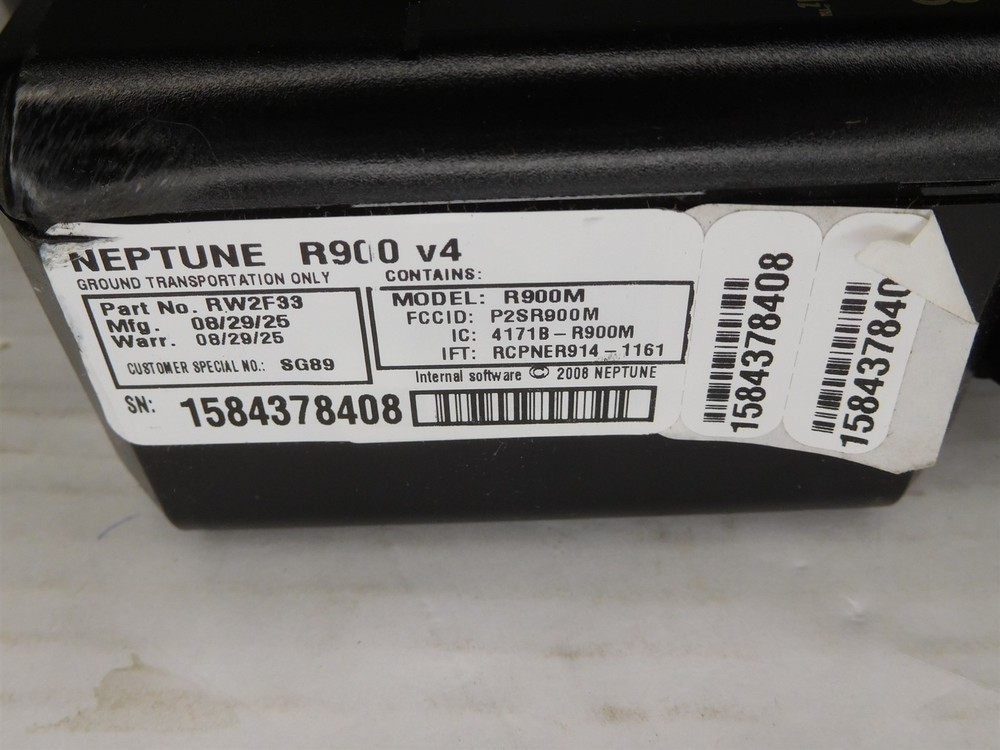 NEPTUNE R900 v4
GROUND TRANSPORTATION ONLY
Part No. RW2F33
Mfg. 08/29/25
Warr. 08/29/25
CUSTOMER SPECIAL NO.: SG89
CONTAINS:
MODEL: R900M
FCCID: P2SR900M
IC: 4171B-R900M
IFT: RCPNER914-1161
Internal software © 2008 NEPTUNE
SN: 1584378408
1584378408
158437840